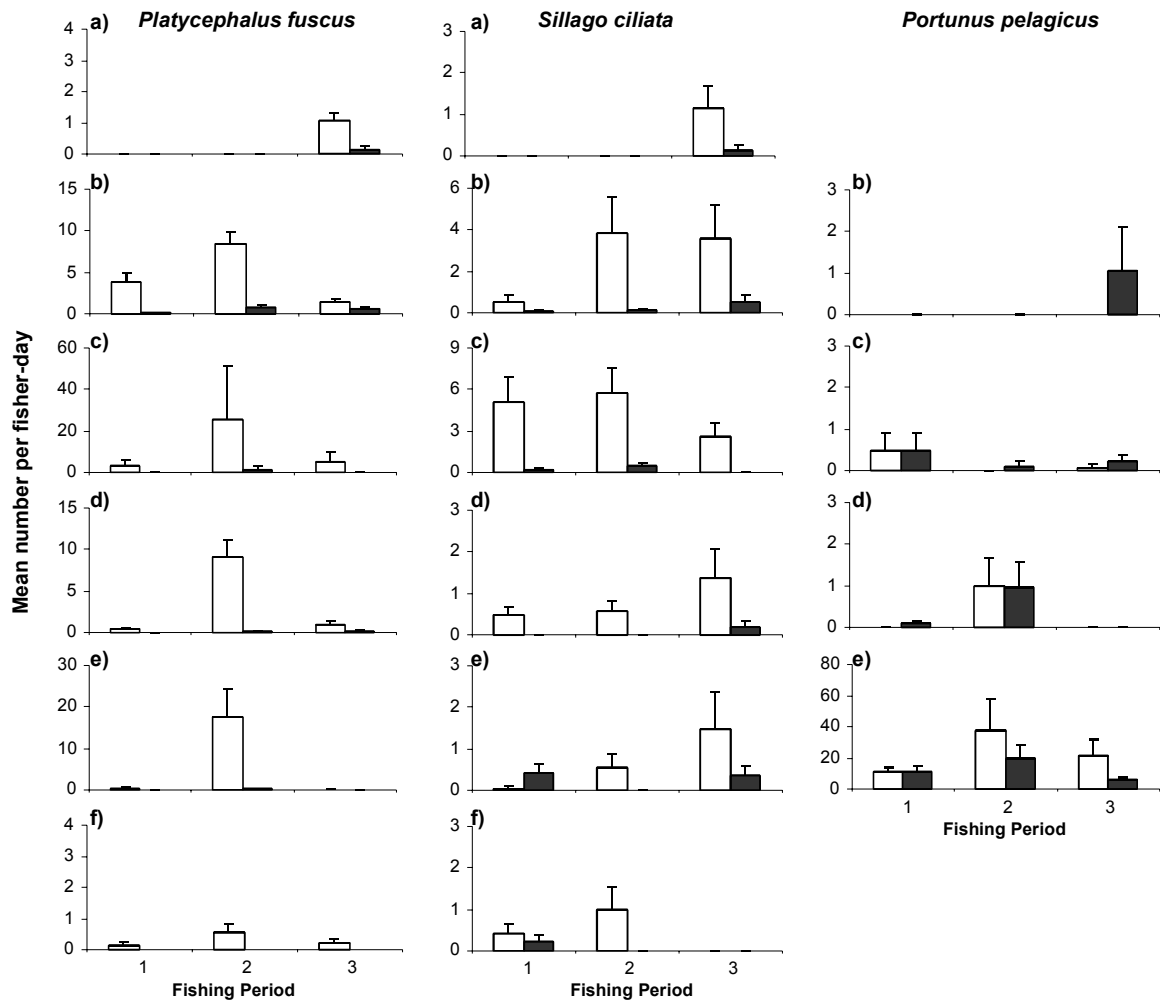 Platycephalus fuscus Sillago ciliata Portunus pelagicus
Mean number per fisher-day
a)
4
3
2
1
0
a)
3
2
1
0
b)
15
10
5
0
b)
6
4
2
0
b)
3
2
1
0
c)
60
40
20
0
c)
9
6
3
0
c)
3
2
1
0
d)
15
10
5
0
d)
3
2
1
0
d)
3
2
1
0
e)
30
20
10
0
e)
3
2
1
0
e)
80
60
40
20
0
1 2 3
Fishing Period
f)
4
3
2
1
0
1 2 3
Fishing Period
f)
3
2
1
0
1 2 3
Fishing Period